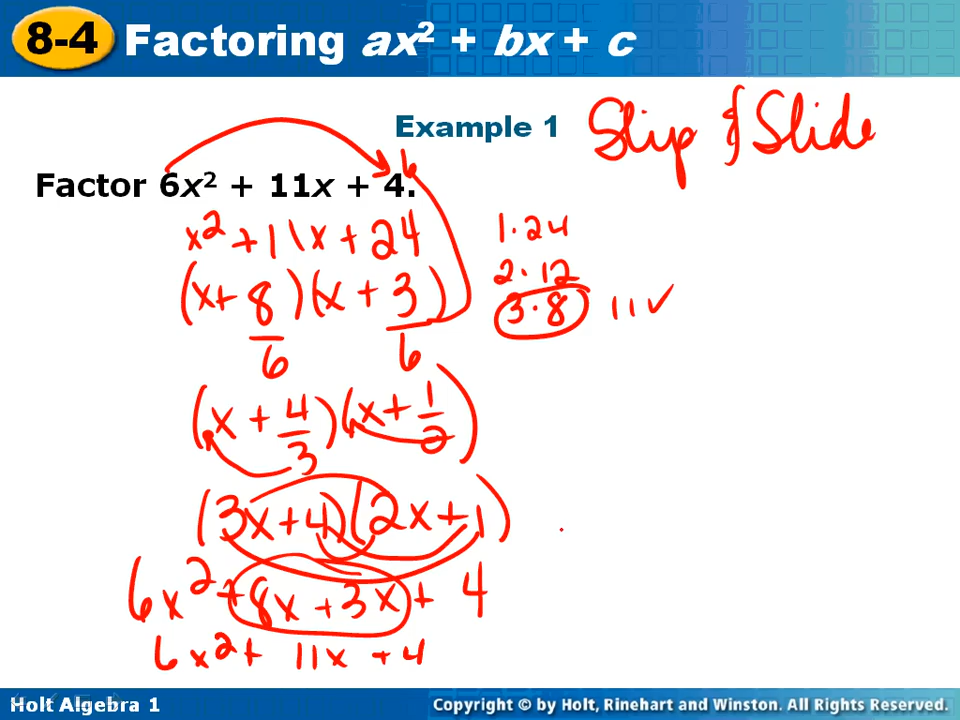 8-4 Factoring ax² + bx + c
Example 1
Slip & Slide
6
Factor 6x² + 11x + 4.
x² + 11x + 24
1·24
2·12
3·8 11 ✓
(x + 8/6)(x + 3/6)
(x + 4/3)(x + 1/2)
(3x + 4)(2x + 1)
6x² + 8x + 3x + 4
6x² + 11x + 4
Holt Algebra 1
Copyright © by Holt, Rinehart and Winston. All Rights Reserved.